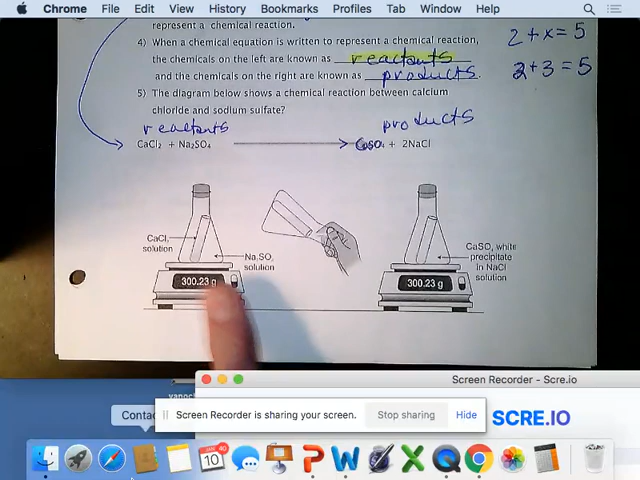 Chrome File Edit View History Bookmarks Profiles Tab Window Help
represent a chemical reaction.
4) When a chemical equation is written to represent a chemical reaction,
the chemicals on the left are known as reactants
and the chemicals on the right are known as products.
2 + x = 5
2 + 3 = 5
5) The diagram below shows a chemical reaction between calcium
chloride and sodium sulfate?
reactants products
CaCl₂ + Na₂SO₄ CaSO₄ + 2NaCl
CaCl₂
solution
Na₂SO₄
solution
300.23 g
CaSO₄ white
precipitate
in NaCl
solution
300.23 g
Screen Recorder - Scre.io
Conta
Screen Recorder is sharing your screen. Stop sharing Hide
SCRE.IO
10